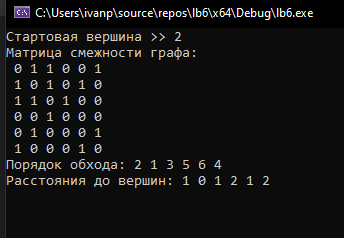 C:\Users\ivanp\source\repos\lb6\x64\Debug\lb6.exe
Стартовая вершина >> 2
Матрица смежности графа:
0 1 1 0 0 1
1 0 1 0 1 0
1 1 0 1 0 0
0 0 1 0 0 0
0 1 0 0 0 1
1 0 0 0 1 0
Порядок обхода: 2 1 3 5 6 4
Расстояния до вершин: 1 0 1 2 1 2